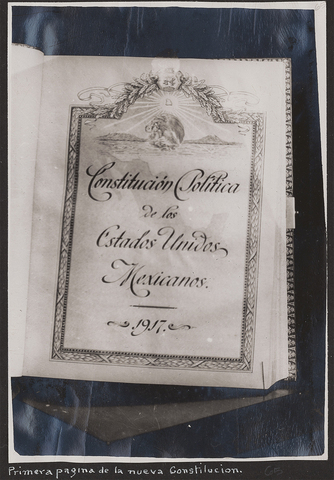 Constitución Política
de los
Estados Unidos
Mexicanos.
1917.
Primera pagina de la nueva Constitucion.